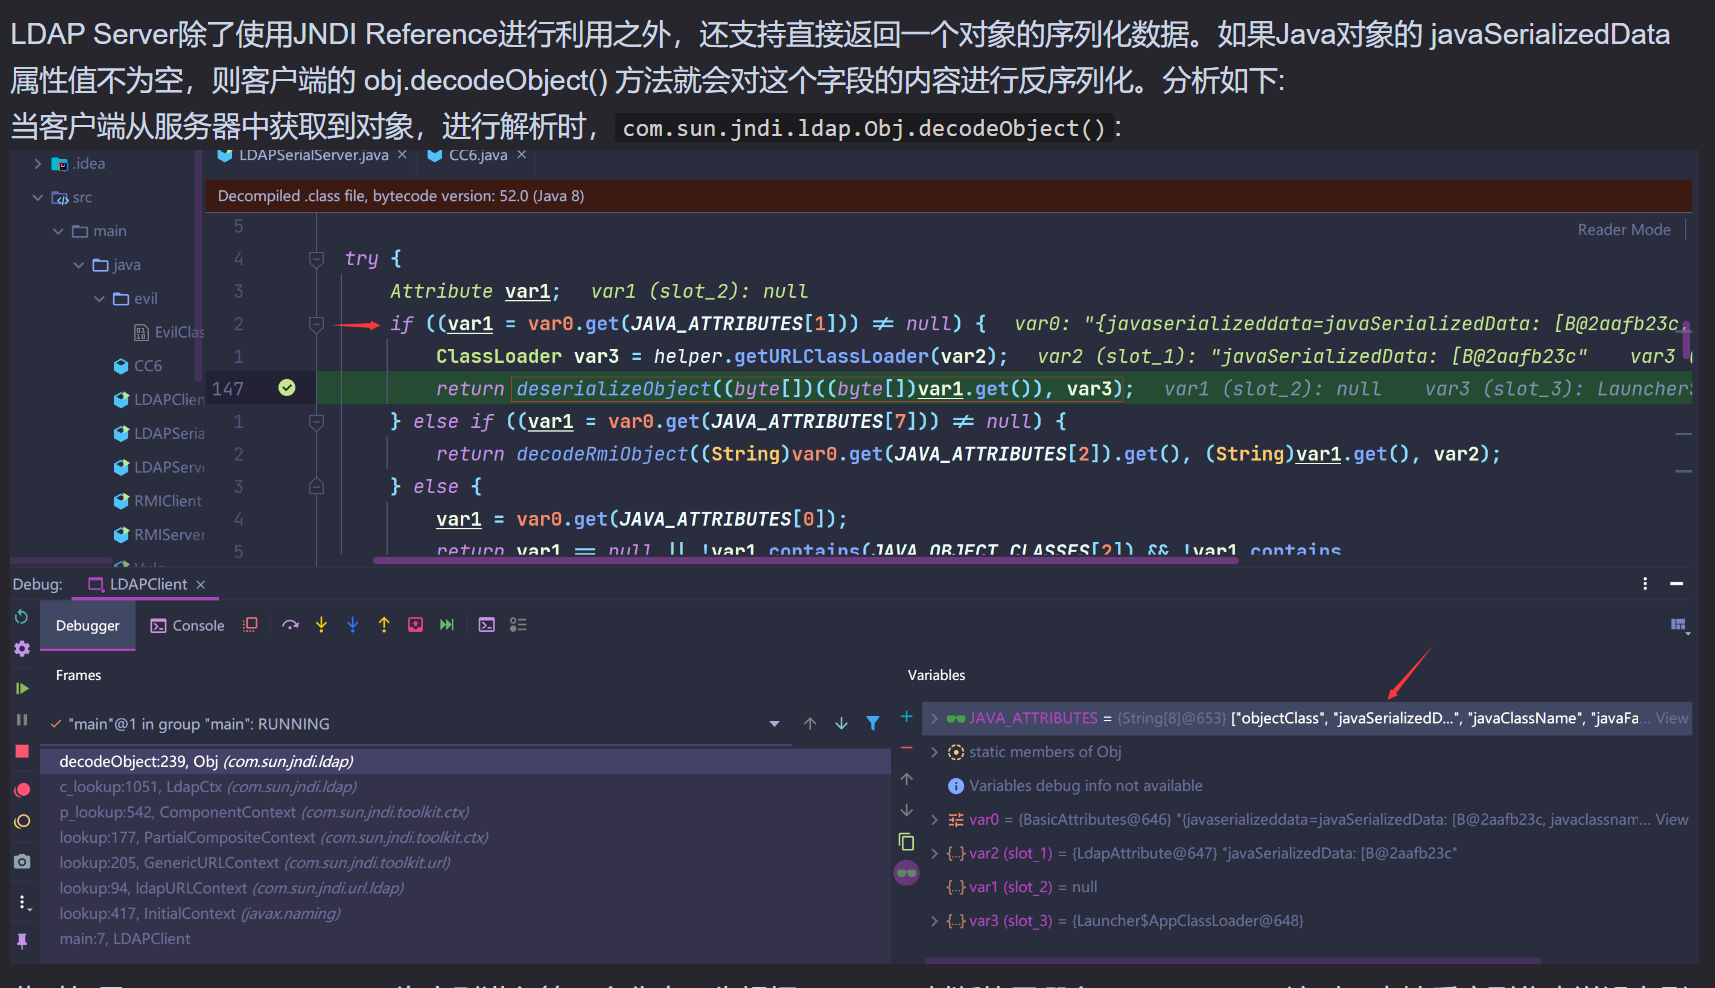 LDAP Server除了使用JNDI Reference进行利用之外，还支持直接返回一个对象的序列化数据。如果Java对象的 javaSerializedData
属性值不为空，则客户端的 obj.decodeObject() 方法就会对这个字段的内容进行反序列化。分析如下:
当客户端从服务器中获取到对象，进行解析时，com.sun.jndi.ldap.Obj.decodeObject()：
.idea
src
main
java
evil
EvilClas
CC6
LDAPClien
LDAPSeria
LDAPServe
RMIClient
RMIServer
LDAPSerialServer.java
CC6.java
Decompiled .class file, bytecode version: 52.0 (Java 8)
Reader Mode
5
4 try {
3 Attribute var1; var1 (slot_2): null
2 if ((var1 = var0.get(JAVA_ATTRIBUTES[1])) ≠ null) { var0: "{javaserializeddata=javaSerializedData: [B@2aafb23c,
1 ClassLoader var3 = helper.getURLClassLoader(var2); var2 (slot_1): "javaSerializedData: [B@2aafb23c" var3
147 return deserializeObject((byte[])((byte[])var1.get()), var3); var1 (slot_2): null var3 (slot_3): Launcher$
1 } else if ((var1 = var0.get(JAVA_ATTRIBUTES[7])) ≠ null) {
2 return decodeRmiObject((String)var0.get(JAVA_ATTRIBUTES[2]).get(), (String)var1.get(), var2);
3 } else {
4 var1 = var0.get(JAVA_ATTRIBUTES[0]);
5 return var1 == null || !var1.contains(JAVA_OBJECT_CLASSES[2]) && !var1.contains
Debug: LDAPClient
Debugger Console
Frames
"main"@1 in group "main": RUNNING
decodeObject:239, Obj (com.sun.jndi.ldap)
c_lookup:1051, LdapCtx (com.sun.jndi.ldap)
p_lookup:542, ComponentContext (com.sun.jndi.toolkit.ctx)
lookup:177, PartialCompositeContext (com.sun.jndi.toolkit.ctx)
lookup:205, GenericURLContext (com.sun.jndi.toolkit.url)
lookup:94, ldapURLContext (com.sun.jndi.url.ldap)
lookup:417, InitialContext (javax.naming)
main:7, LDAPClient
Variables
JAVA_ATTRIBUTES = {String[8]@653} ["objectClass", "javaSerializedD...", "javaClassName", "javaFa... View
static members of Obj
Variables debug info not available
var0 = {BasicAttributes@646} "{javaserializeddata=javaSerializedData: [B@2aafb23c, javaclassnam... View
var2 (slot_1) = {LdapAttribute@647} "javaSerializedData: [B@2aafb23c"
var1 (slot_2) = null
var3 (slot_3) = {Launcher$AppClassLoader@648}